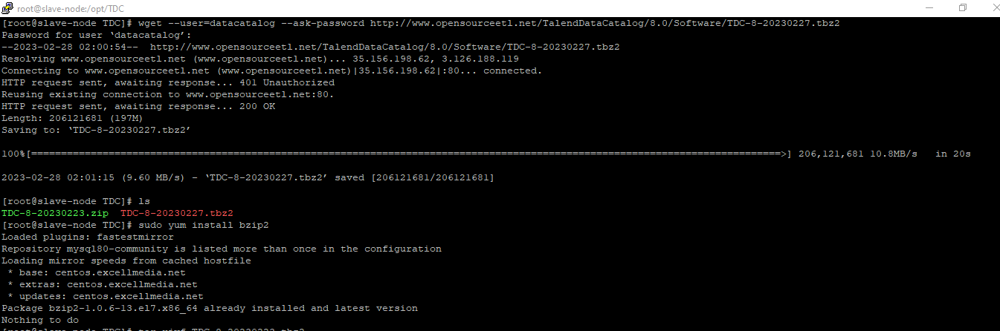 root@slave-node:/opt/TDC
[root@slave-node TDC]# wget --user=datacatalog --ask-password http://www.opensourceetl.net/TalendDataCatalog/8.0/Software/TDC-8-20230227.tbz2
Password for user ‘datacatalog’:
--2023-02-28 02:00:54-- http://www.opensourceetl.net/TalendDataCatalog/8.0/Software/TDC-8-20230227.tbz2
Resolving www.opensourceetl.net (www.opensourceetl.net)... 35.156.198.62, 3.126.188.119
Connecting to www.opensourceetl.net (www.opensourceetl.net)|35.156.198.62|:80... connected.
HTTP request sent, awaiting response... 401 Unauthorized
Reusing existing connection to www.opensourceetl.net:80.
HTTP request sent, awaiting response... 200 OK
Length: 206121681 (197M)
Saving to: ‘TDC-8-20230227.tbz2’
100%[======================================================================================================================================>] 206,121,681 10.8MB/s in 20s
2023-02-28 02:01:15 (9.60 MB/s) - ‘TDC-8-20230227.tbz2’ saved [206121681/206121681]
[root@slave-node TDC]# ls
TDC-8-20230223.zip TDC-8-20230227.tbz2
[root@slave-node TDC]# sudo yum install bzip2
Loaded plugins: fastestmirror
Repository mysql80-community is listed more than once in the configuration
Loading mirror speeds from cached hostfile
* base: centos.excellmedia.net
* extras: centos.excellmedia.net
* updates: centos.excellmedia.net
Package bzip2-1.0.6-13.el7.x86_64 already installed and latest version
Nothing to do
[root@slave-node TDC]#